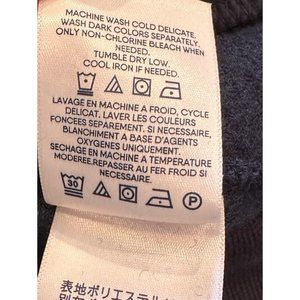 MACHINE WASH COLD DELICATE.
WASH DARK COLORS SEPARATELY.
ONLY NON-CHLORINE BLEACH WHEN
NEEDED.
TUMBLE DRY LOW.
COOL IRON IF NEEDED.
LAVAGE EN MACHINE A FROID, CYCLE
DELICAT. LAVER LES COULEURS
FONCEES SEPAREMENT. SI NECESSAIRE,
BLANCHIMENT A BASE D'AGENTS
OXYGENES UNIQUEMENT.
SECHAGE EN MACHINE A TEMPERATURE
MODEREE.REPASSER AU FER FROID SI
NECESSAIRE.
30
P
表地ポリエステル